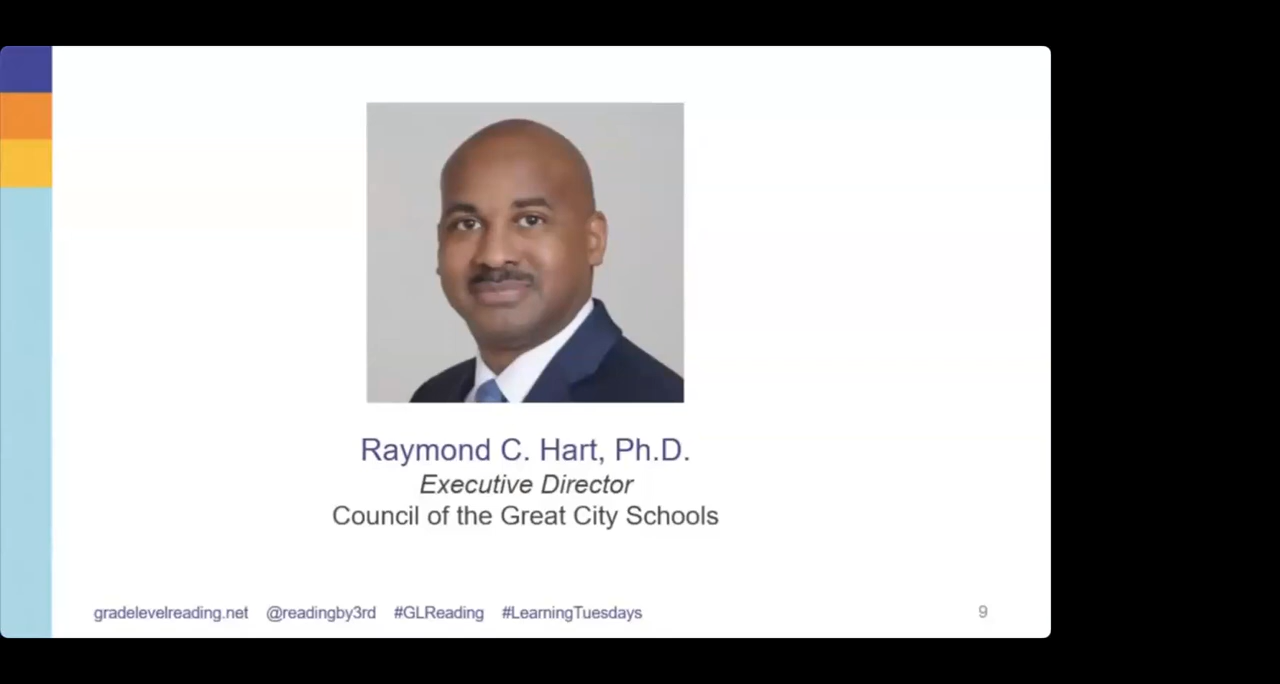 Raymond C. Hart, Ph.D.
Executive Director
Council of the Great City Schools
gradelevelreading.net @readingby3rd #GLReading #LearningTuesdays 9